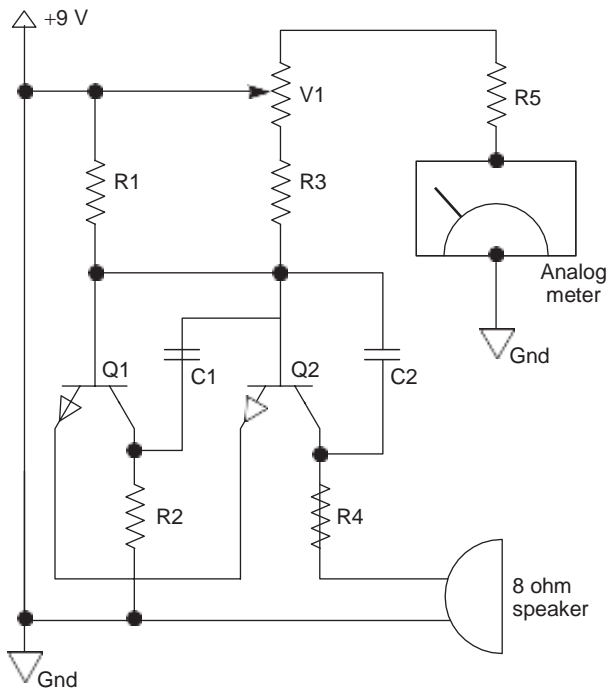 +9 V
V1
R5
R1
R3
Analog
meter
Gnd
Q1
C1
Q2
C2
R2
R4
8 ohm
speaker
Gnd